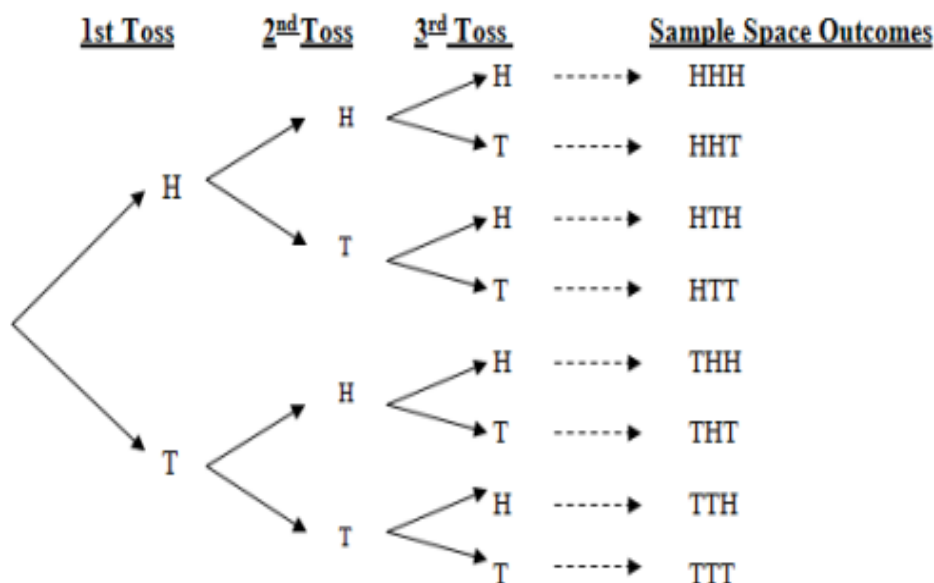 1st Toss 2nd Toss 3rd Toss Sample Space Outcomes
H HHH
H
T HHT
H
H HTH
T
T HTT
H THH
H
T THT
T
H TTH
T
T TTT